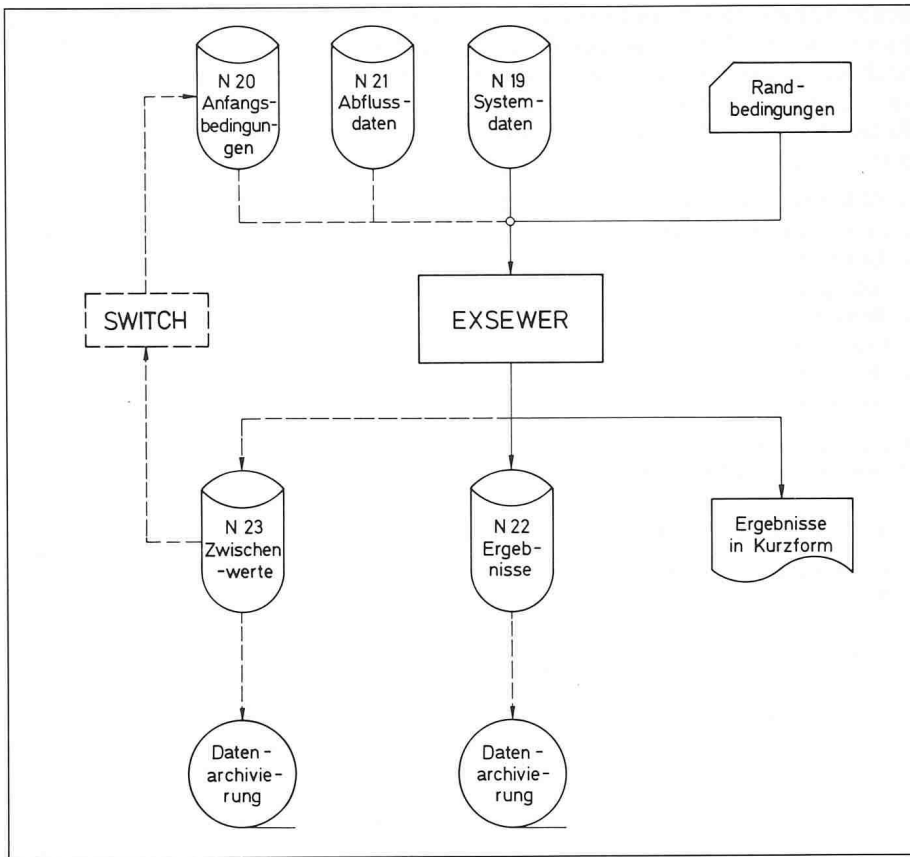 N 20
Anfangs-
bedingun-
gen
N 21
Abfluss-
daten
N 19
System-
daten
Rand-
bedingungen
SWITCH
EXSEWER
N 23
Zwischen-
-werte
N 22
Ergeb-
nisse
Ergebnisse
in Kurzform
Daten-
archivie-
rung
Daten-
archivie-
rung